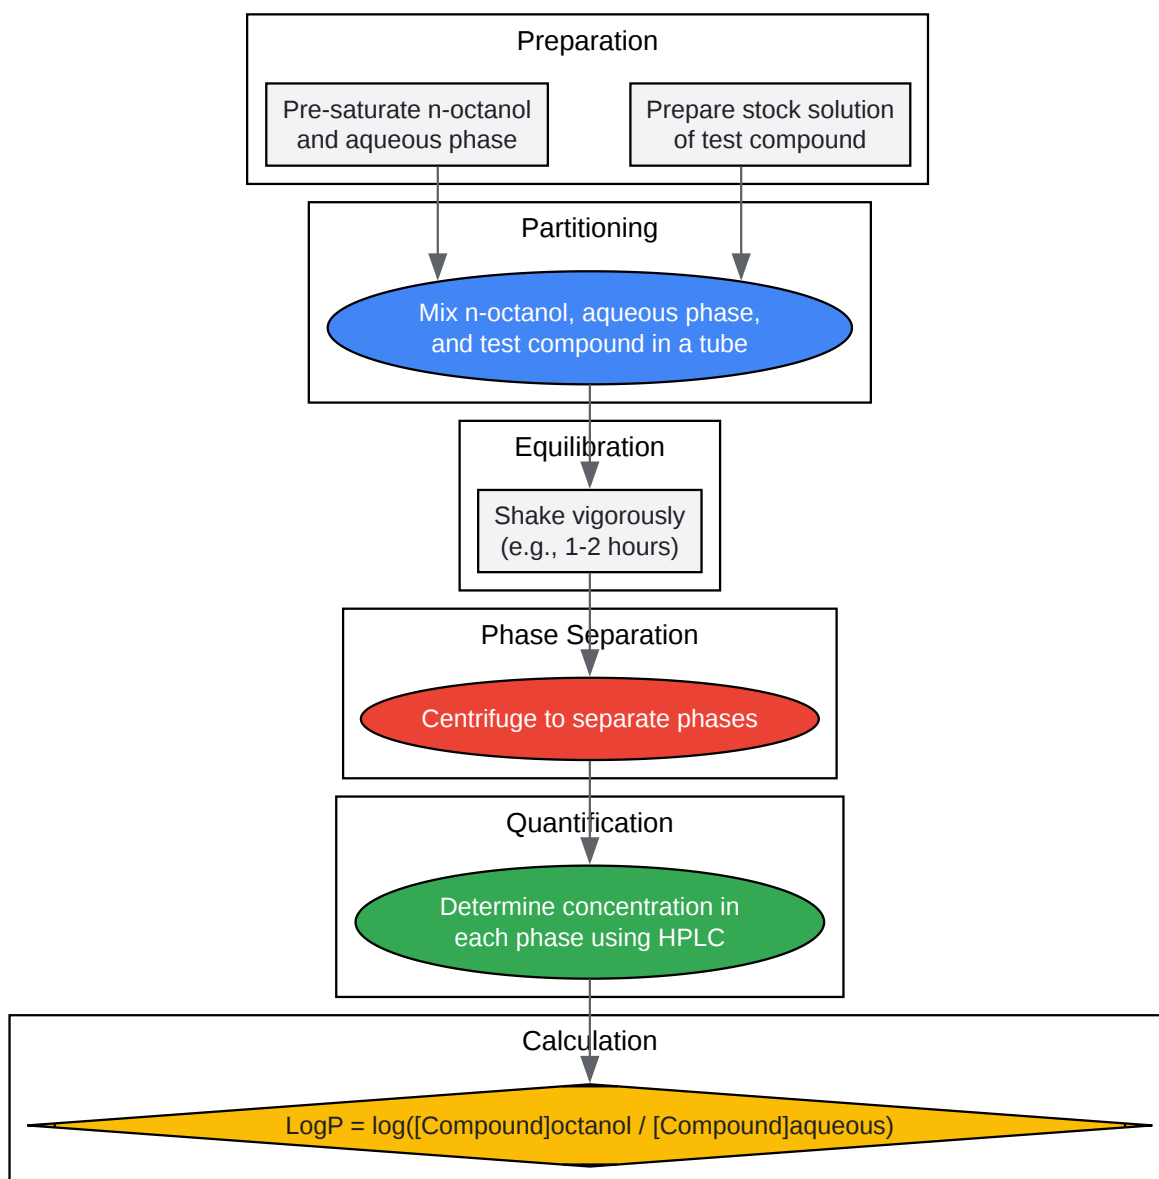 Preparation
Pre-saturate n-octanol
and aqueous phase
Prepare stock solution
of test compound
Partitioning
Mix n-octanol, aqueous phase,
and test compound in a tube
Equilibration
Shake vigorously
(e.g., 1-2 hours)
Phase Separation
Centrifuge to separate phases
Quantification
Determine concentration in
each phase using HPLC
Calculation
LogP = log([Compound]octanol / [Compound]aqueous)